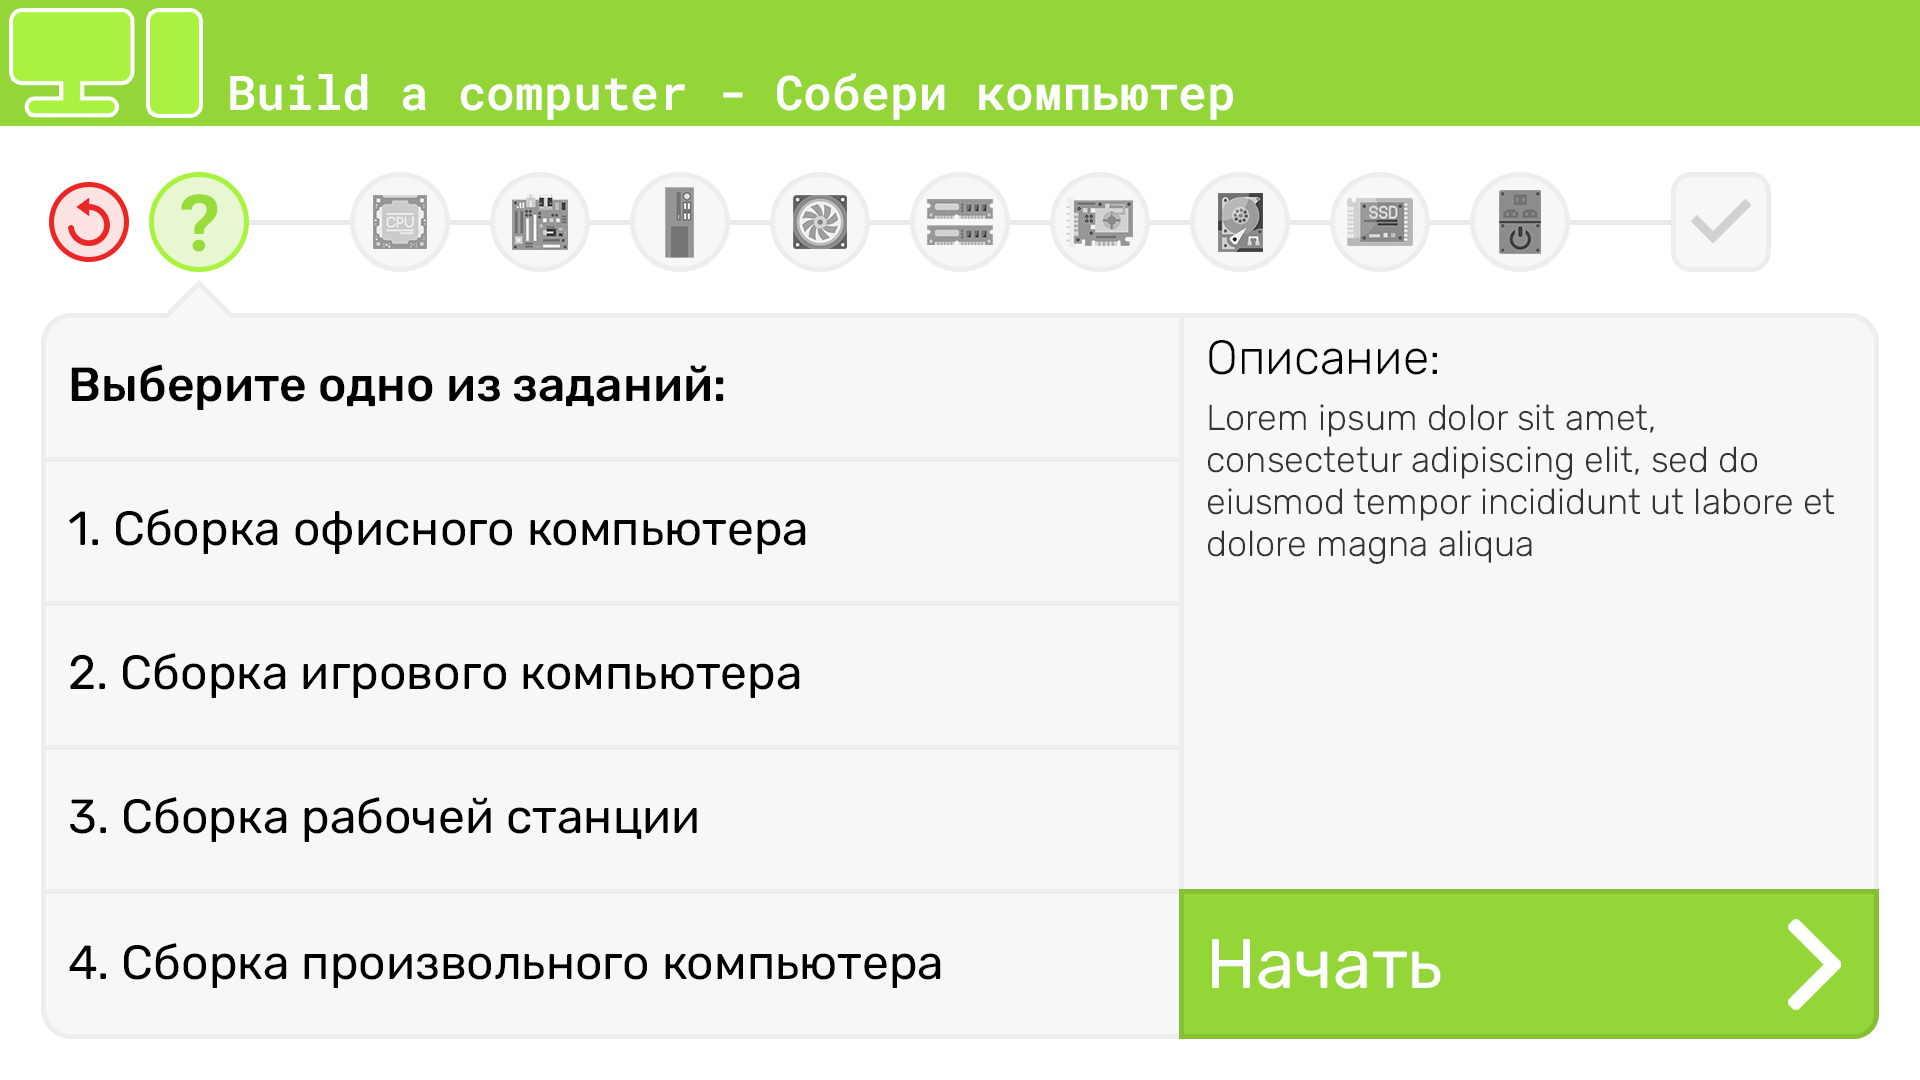 Build a computer - Собери компьютер
?
CPU
SSD
Выберите одно из заданий:
1. Сборка офисного компьютера
2. Сборка игрового компьютера
3. Сборка рабочей станции
4. Сборка произвольного компьютера
Описание:
Lorem ipsum dolor sit amet,
consectetur adipiscing elit, sed do
eiusmod tempor incididunt ut labore et
dolore magna aliqua
Начать